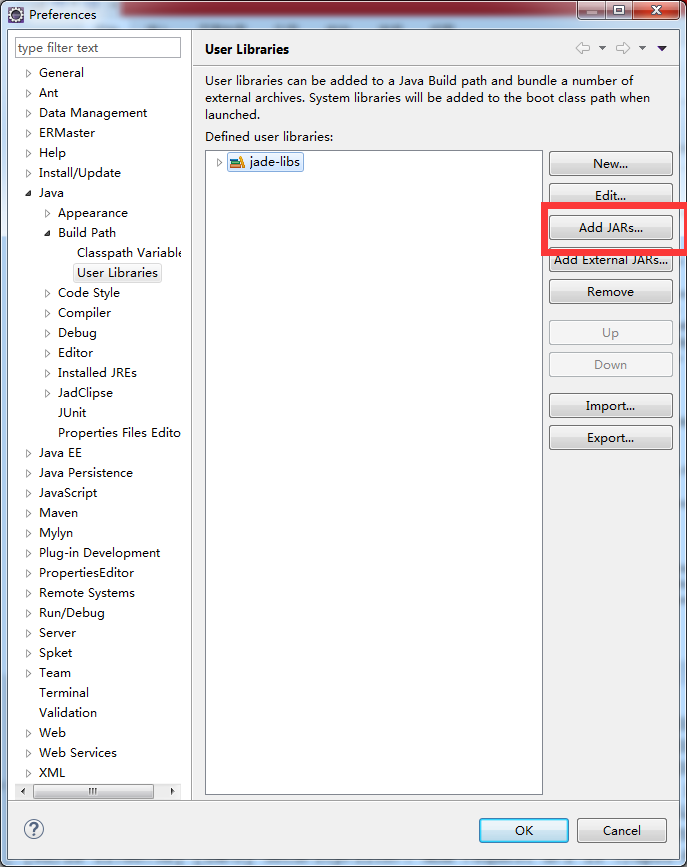 Preferences
type filter text
General
Ant
Data Management
ERMaster
Help
Install/Update
Java
Appearance
Build Path
Classpath Variable
User Libraries
Code Style
Compiler
Debug
Editor
Installed JREs
JadClipse
JUnit
Properties Files Edito
Java EE
Java Persistence
JavaScript
Maven
Mylyn
Plug-in Development
PropertiesEditor
Remote Systems
Run/Debug
Server
Spket
Team
Terminal
Validation
Web
Web Services
XML
User Libraries
User libraries can be added to a Java Build path and bundle a number of
external archives. System libraries will be added to the boot class path when
launched.
Defined user libraries:
jade-libs
New...
Edit...
Add JARs...
Add External JARs...
Remove
Up
Down
Import...
Export...
?
OK
Cancel